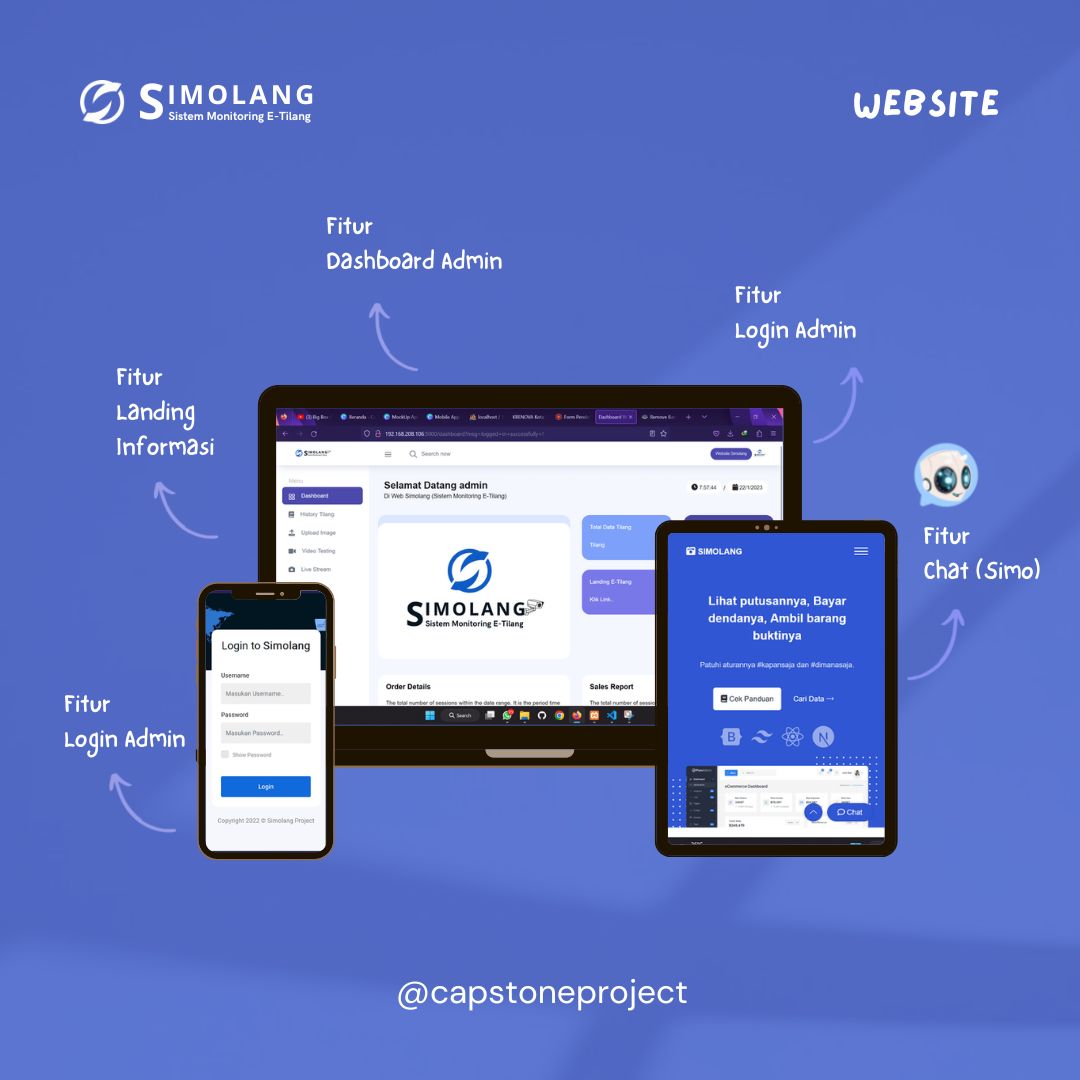 SIMOLANG
Sistem Monitoring E-Tilang
WEBSITE
Fitur
Dashboard Admin
Fitur
Login Admin
Fitur
Landing
Informasi
Fitur
Chat (Simo)
Fitur
Login Admin
192.168.208.106
SIMOLANG
Search now
Website Simolang
Menu
Dashboard
History Tilang
Upload Image
Video Testing
Live Stream
Selamat Datang admin
Di Web Simolang (Sistem Monitoring E-Tilang)
7:57:44 / 22/1/2023
SIMOLANG
Sistem Monitoring E-Tilang
Total Data Tilang
Tilang
Landing E-Tilang
Klik Link..
Order Details
The total number of sessions within the date range. It is the period time
Sales Report
The total number of
Search
Login to Simolang
Username
Masukan Username..
Password
Masukan Password..
Show Password
Login
Copyright 2022 © Simolang Project
SIMOLANG
Lihat putusannya, Bayar
dendanya, Ambil barang
buktinya
Patuhi aturannya #kapansaja dan #dimanasaja.
Cek Panduan
Cari Data →
B
N
eCommerce Dashboard
Chat
@capstoneproject